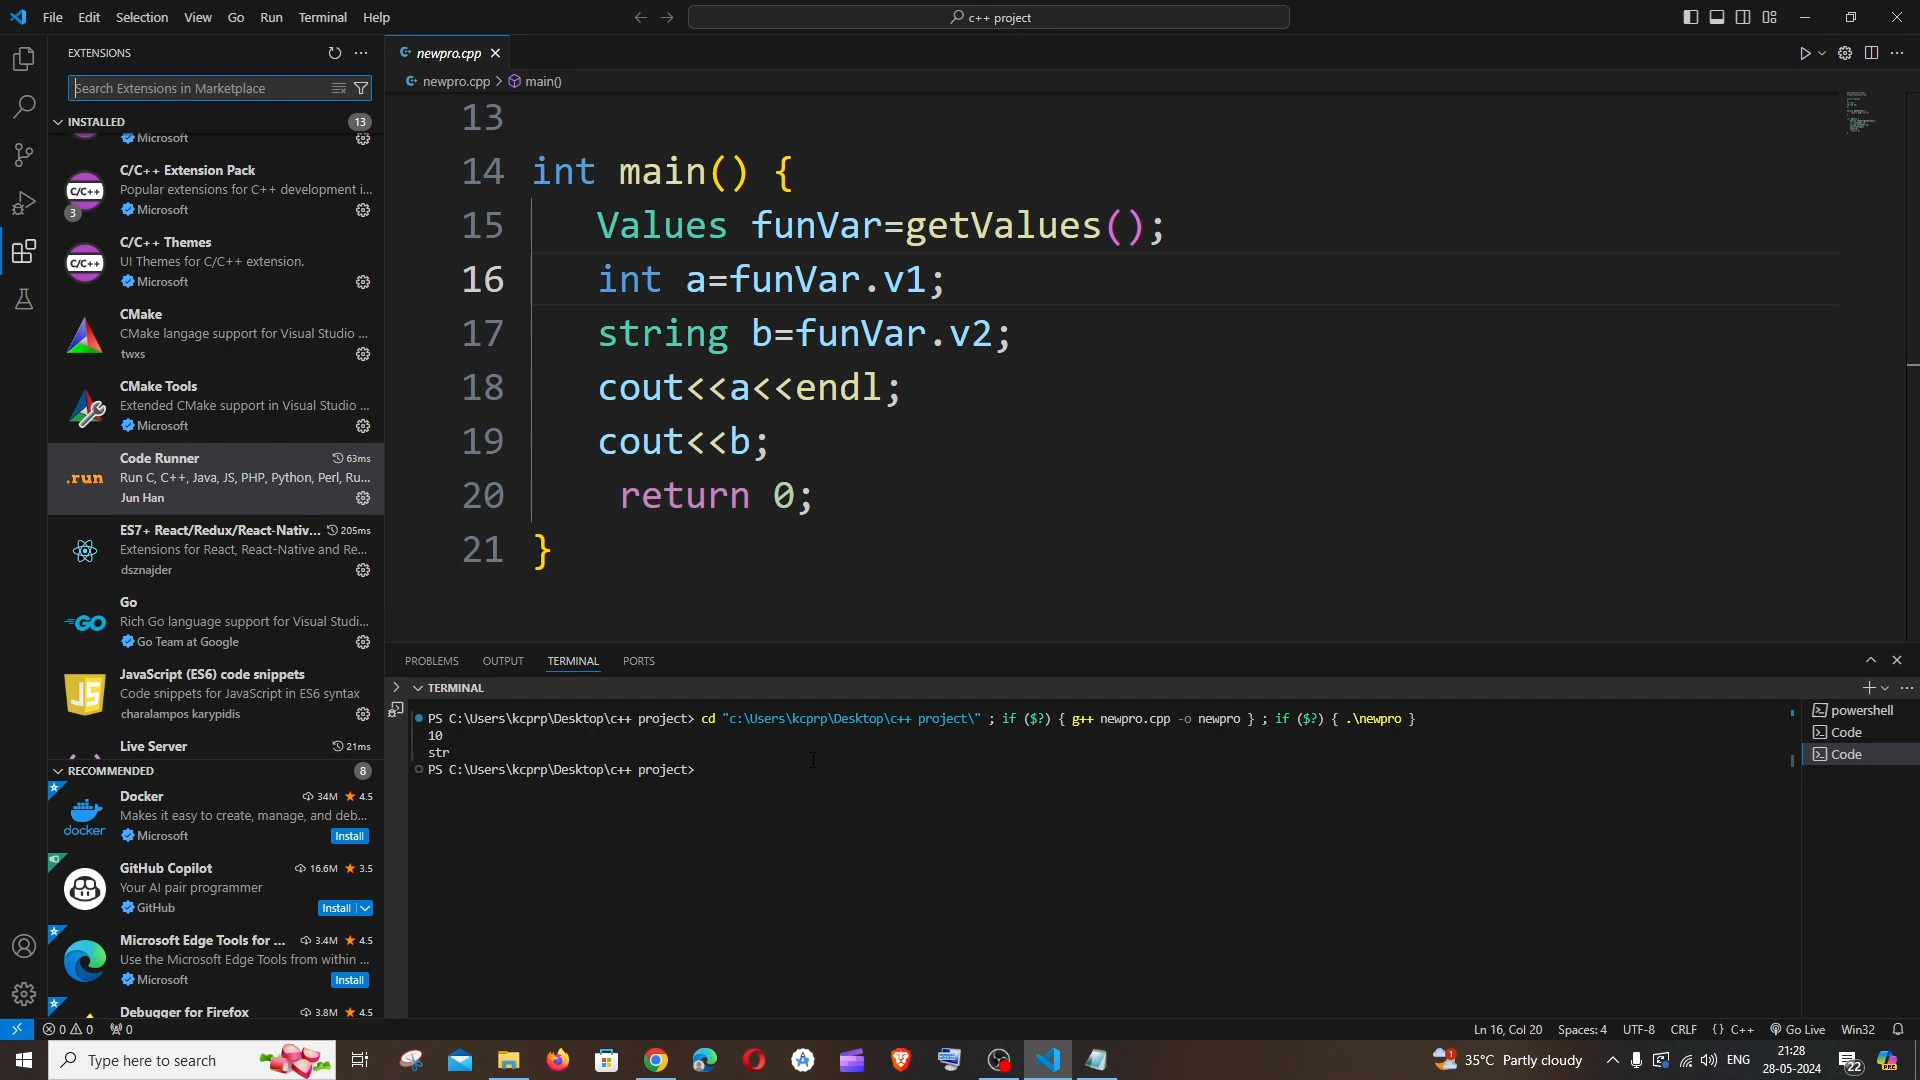 File Edit Selection View Go Run Terminal Help
c++ project
EXTENSIONS
Search Extensions in Marketplace
INSTALLED 13
Microsoft
C/C++ Extension Pack
Popular extensions for C++ development i...
Microsoft
C/C++
3
C/C++ Themes
UI Themes for C/C++ extension.
Microsoft
C/C++
CMake
CMake langage support for Visual Studio ...
twxs
CMake Tools
Extended CMake support in Visual Studio ...
Microsoft
Code Runner 63ms
.run
Run C, C++, Java, JS, PHP, Python, Perl, Ru...
Jun Han
ES7+ React/Redux/React-Nativ... 205ms
Extensions for React, React-Native and Re...
dsznajder
Go
GO
Rich Go language support for Visual Studi...
Go Team at Google
JavaScript (ES6) code snippets
JS
Code snippets for JavaScript in ES6 syntax
charalampos karypidis
Live Server 21ms
RECOMMENDED 8
Docker 34M 4.5
Makes it easy to create, manage, and deb...
docker
Microsoft Install
GitHub Copilot 16.6M 3.5
Your AI pair programmer
GitHub Install
Microsoft Edge Tools for ... 3.4M 4.5
Use the Microsoft Edge Tools from within ...
Microsoft Install
Debugger for Firefox 3.8M 4.5
newpro.cpp
newpro.cpp > main()
13
14 int main() {
15 Values funVar=getValues();
16 int a=funVar.v1;
17 string b=funVar.v2;
18 cout<<a<<endl;
19 cout<<b;
20 return 0;
21 }
PROBLEMS OUTPUT TERMINAL PORTS
TERMINAL
PS C:\Users\kcprp\Desktop\c++ project> cd "c:\Users\kcprp\Desktop\c++ project\" ; if ($?) { g++ newpro.cpp -o newpro } ; if ($?) { .\newpro }
10
str
PS C:\Users\kcprp\Desktop\c++ project>
powershell
Code
Code
0 0 0
Ln 16, Col 20 Spaces: 4 UTF-8 CRLF {} C++ Go Live Win32
Type here to search
35°C Partly cloudy
ENG
21:28
28-05-2024
22
PRE